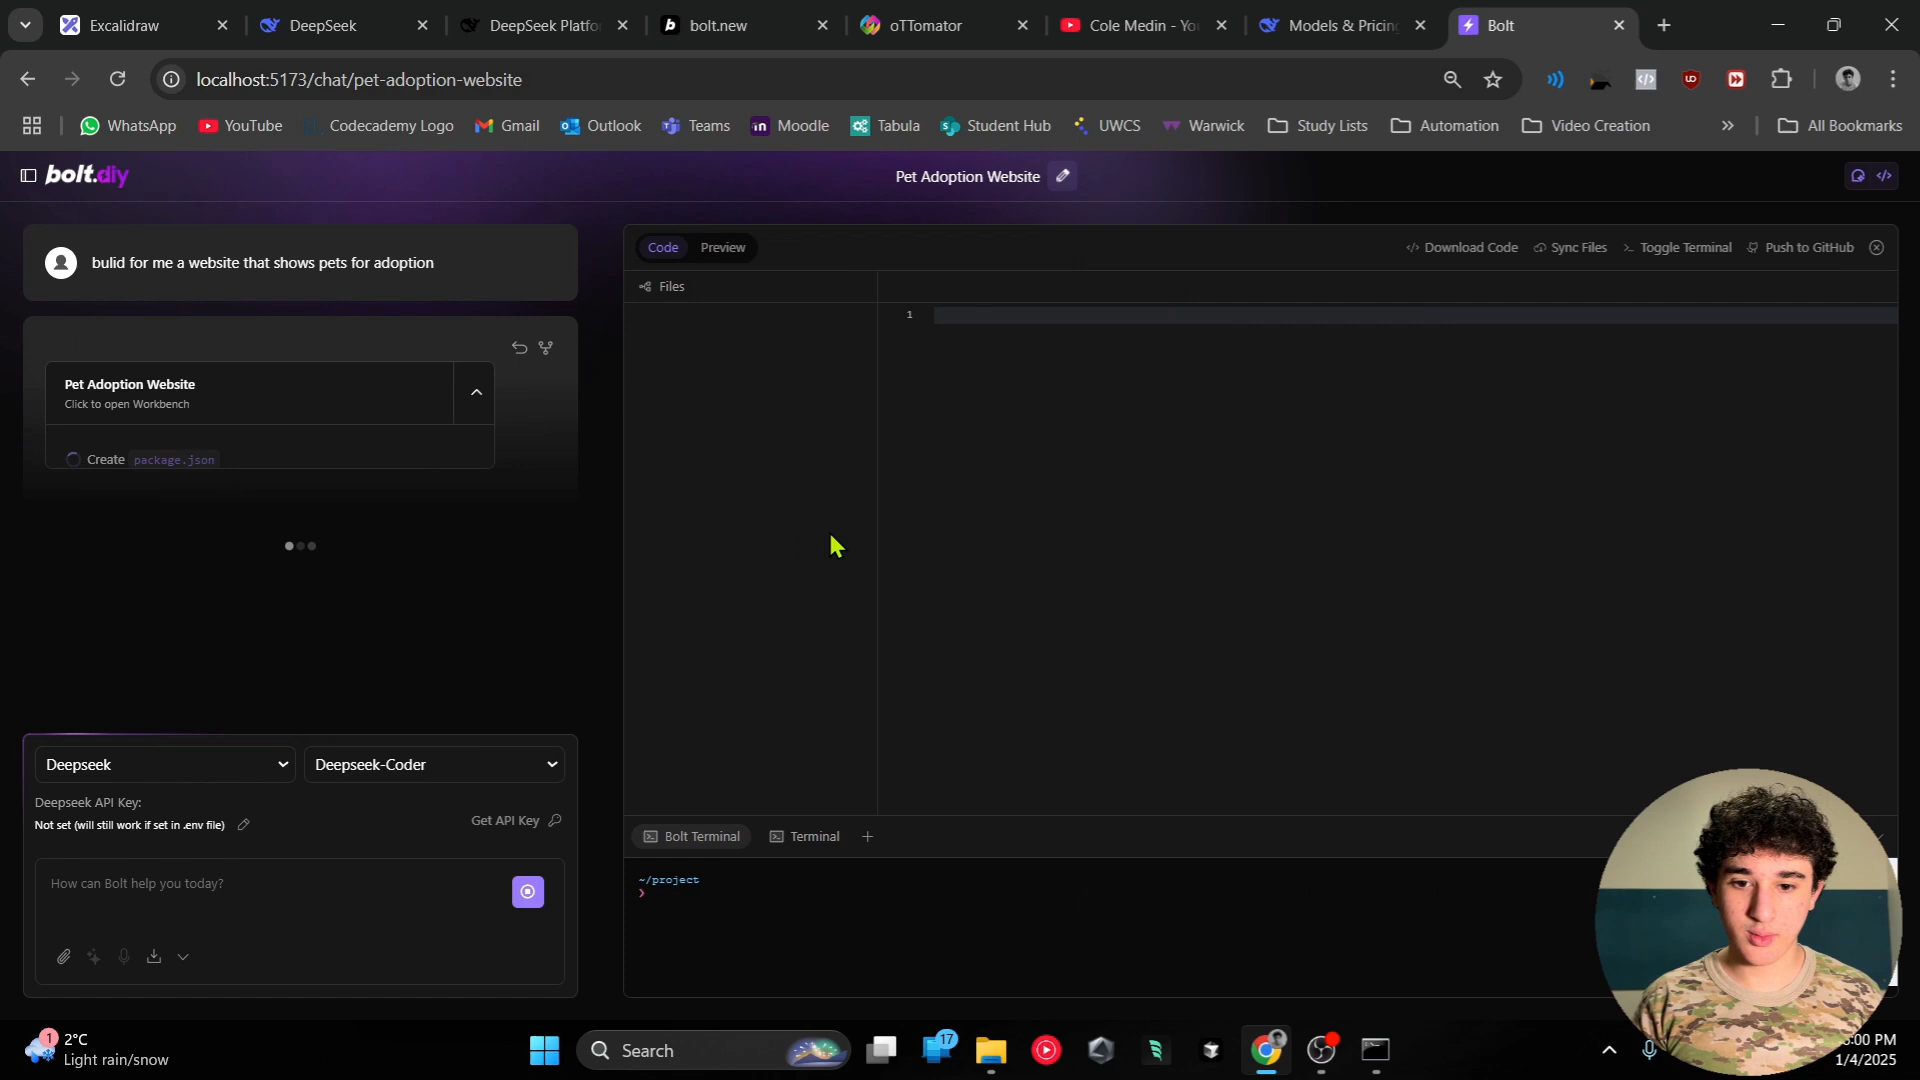 Excalidraw
DeepSeek
DeepSeek Platfo
bolt.new
oTTomator
Cole Medin - Yo
Models & Pricing
Bolt
localhost:5173/chat/pet-adoption-website
WhatsApp
YouTube
Codecademy Logo
Gmail
Outlook
Teams
Moodle
Tabula
Student Hub
UWCS
Warwick
Study Lists
Automation
Video Creation
All Bookmarks
bolt.diy
Pet Adoption Website
bulid for me a website that shows pets for adoption
Pet Adoption Website
Click to open Workbench
Create package.json
Code
Preview
Download Code
Sync Files
Toggle Terminal
Push to GitHub
Files
1
Deepseek
Deepseek-Coder
Deepseek API Key:
Not set (will still work if set in .env file)
Get API Key
How can Bolt help you today?
Bolt Terminal
Terminal
~/project
1
2°C
Light rain/snow
Search
17
:00 PM
1/4/2025